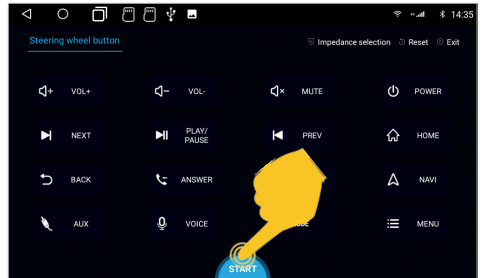 14:35
Steering wheel button
Impedance selection Reset Exit
VOL+ VOL- MUTE POWER
NEXT PLAY/
PAUSE PREV HOME
BACK ANSWER NAVI
AUX VOICE MENU
START